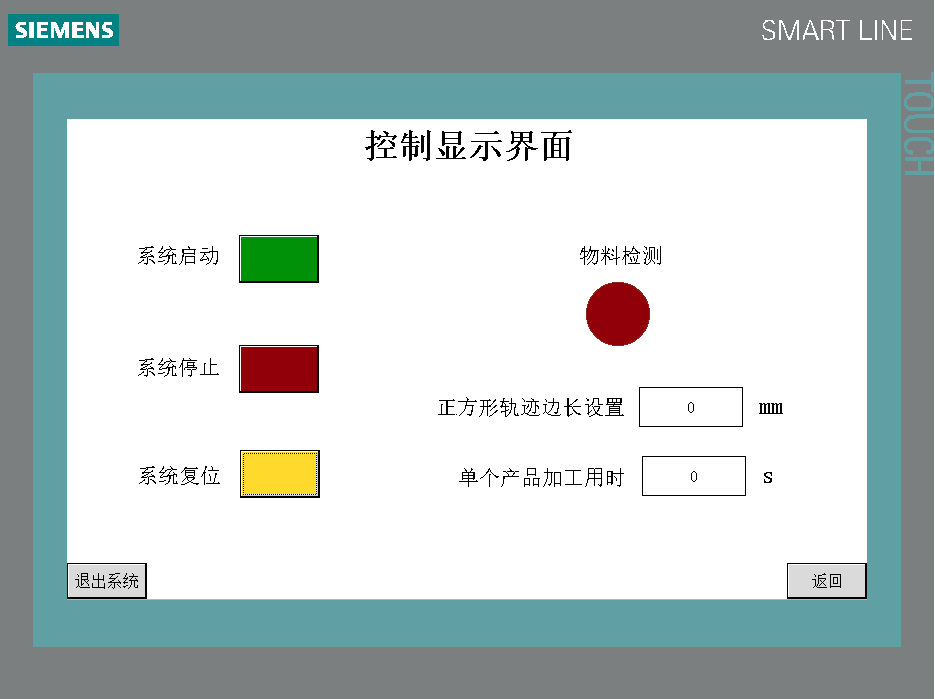 SIEMENS
SMART LINE
TOUCH
控制显示界面
系统启动
物料检测
系统停止
正方形轨迹边长设置 0 mm
系统复位
单个产品加工用时 0 s
退出系统
返回